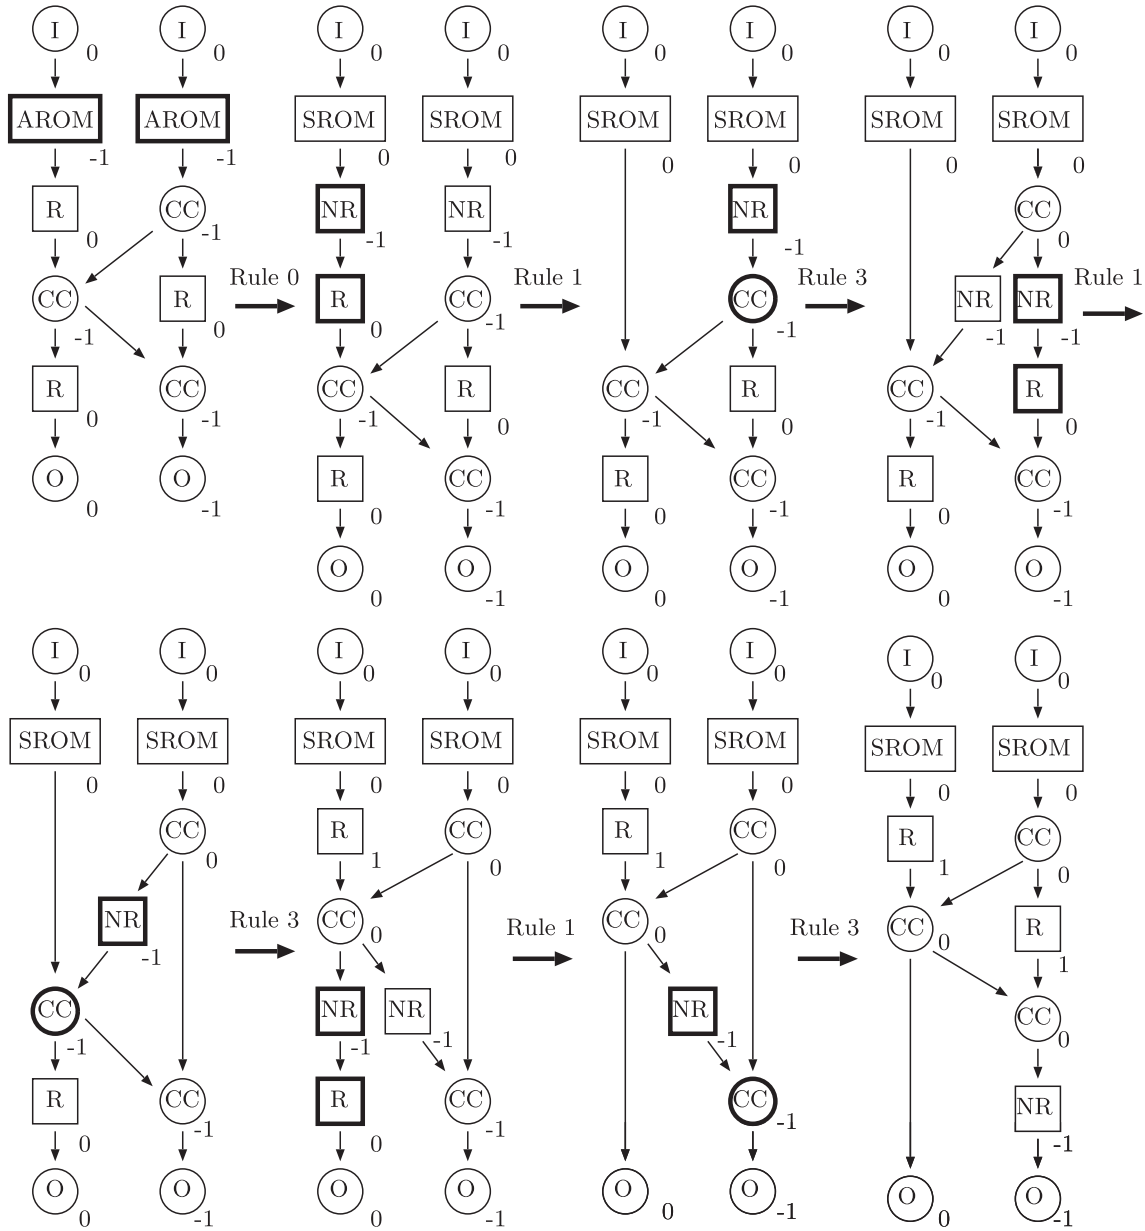 I I I I I I I I
0 0 0 0 0 0 0 0
AROM AROM SROM SROM SROM SROM SROM SROM
-1 -1 0 0 0 0 0 0
R CC NR NR NR CC
0 -1 -1 -1 -1 0
Rule 0 Rule 1 Rule 3 Rule 1
CC R R CC CC NR NR
-1 0 0 -1 -1 -1 -1
R CC CC R CC R CC R
0 -1 -1 0 -1 0 -1 0
O O R CC R CC R CC
0 -1 0 -1 0 -1 0 -1
O O O O O O
0 -1 0 -1 0 -1
I I I I I I I I
0 0 0 0 0 0 0 0
SROM SROM SROM SROM SROM SROM SROM SROM
0 0 0 0 0 0 0 0
CC R CC R CC R CC
0 1 0 1 0 1 0
Rule 3 Rule 1 Rule 3
NR CC CC CC R
-1 0 0 0 1
CC NR NR NR CC
-1 -1 -1 -1 0
R CC R CC CC NR
0 -1 0 -1 -1 -1
O O O O O O O O
0 -1 0 -1 0 -1 0 -1